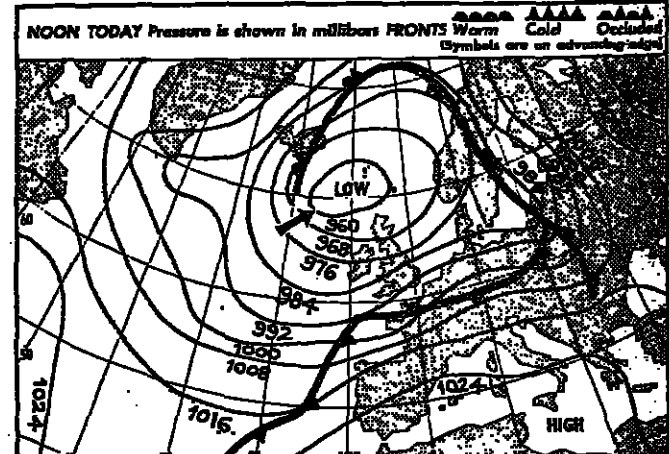 NOON TODAY Pressure is shown in millibars FRONTS Warm Cold Occluded
(Symbols are on advancing edge)
LOW
960
968
976
984
992
1000
1008
1016
1024
1024
HIGH